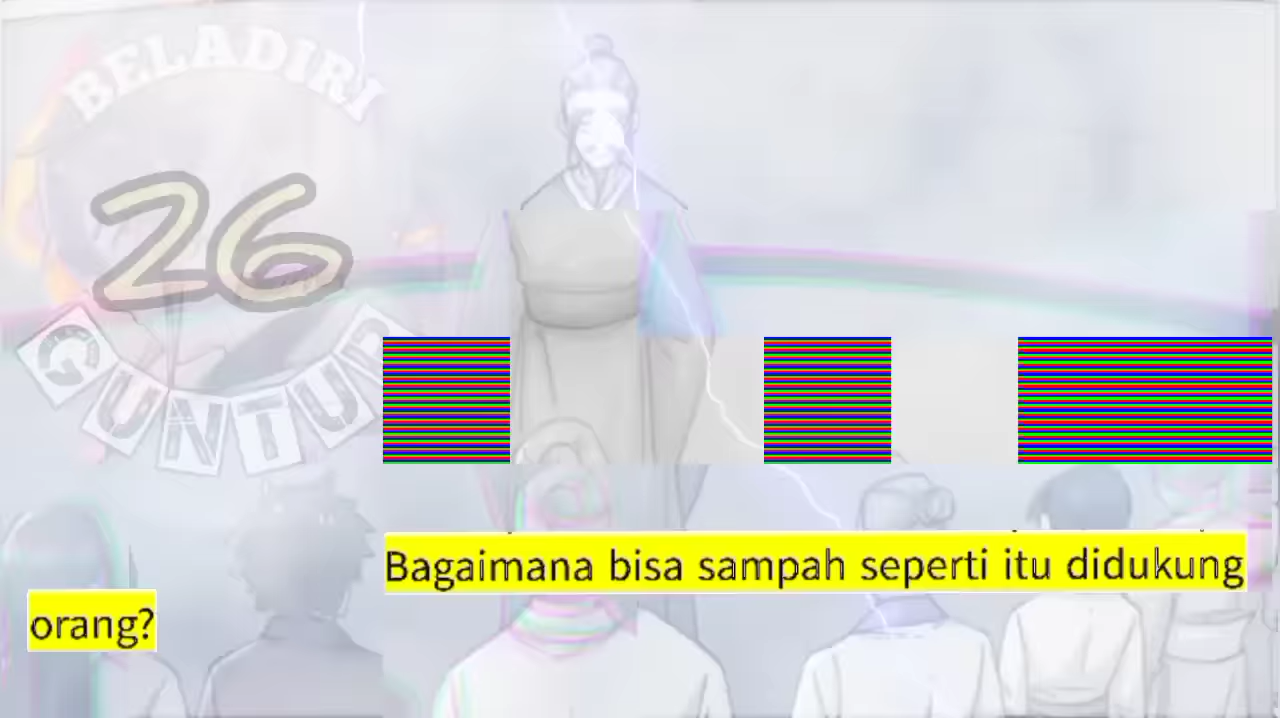 BELADIRI
26
GUNTUR
Bagaimana bisa sampah seperti itu didukung
orang?